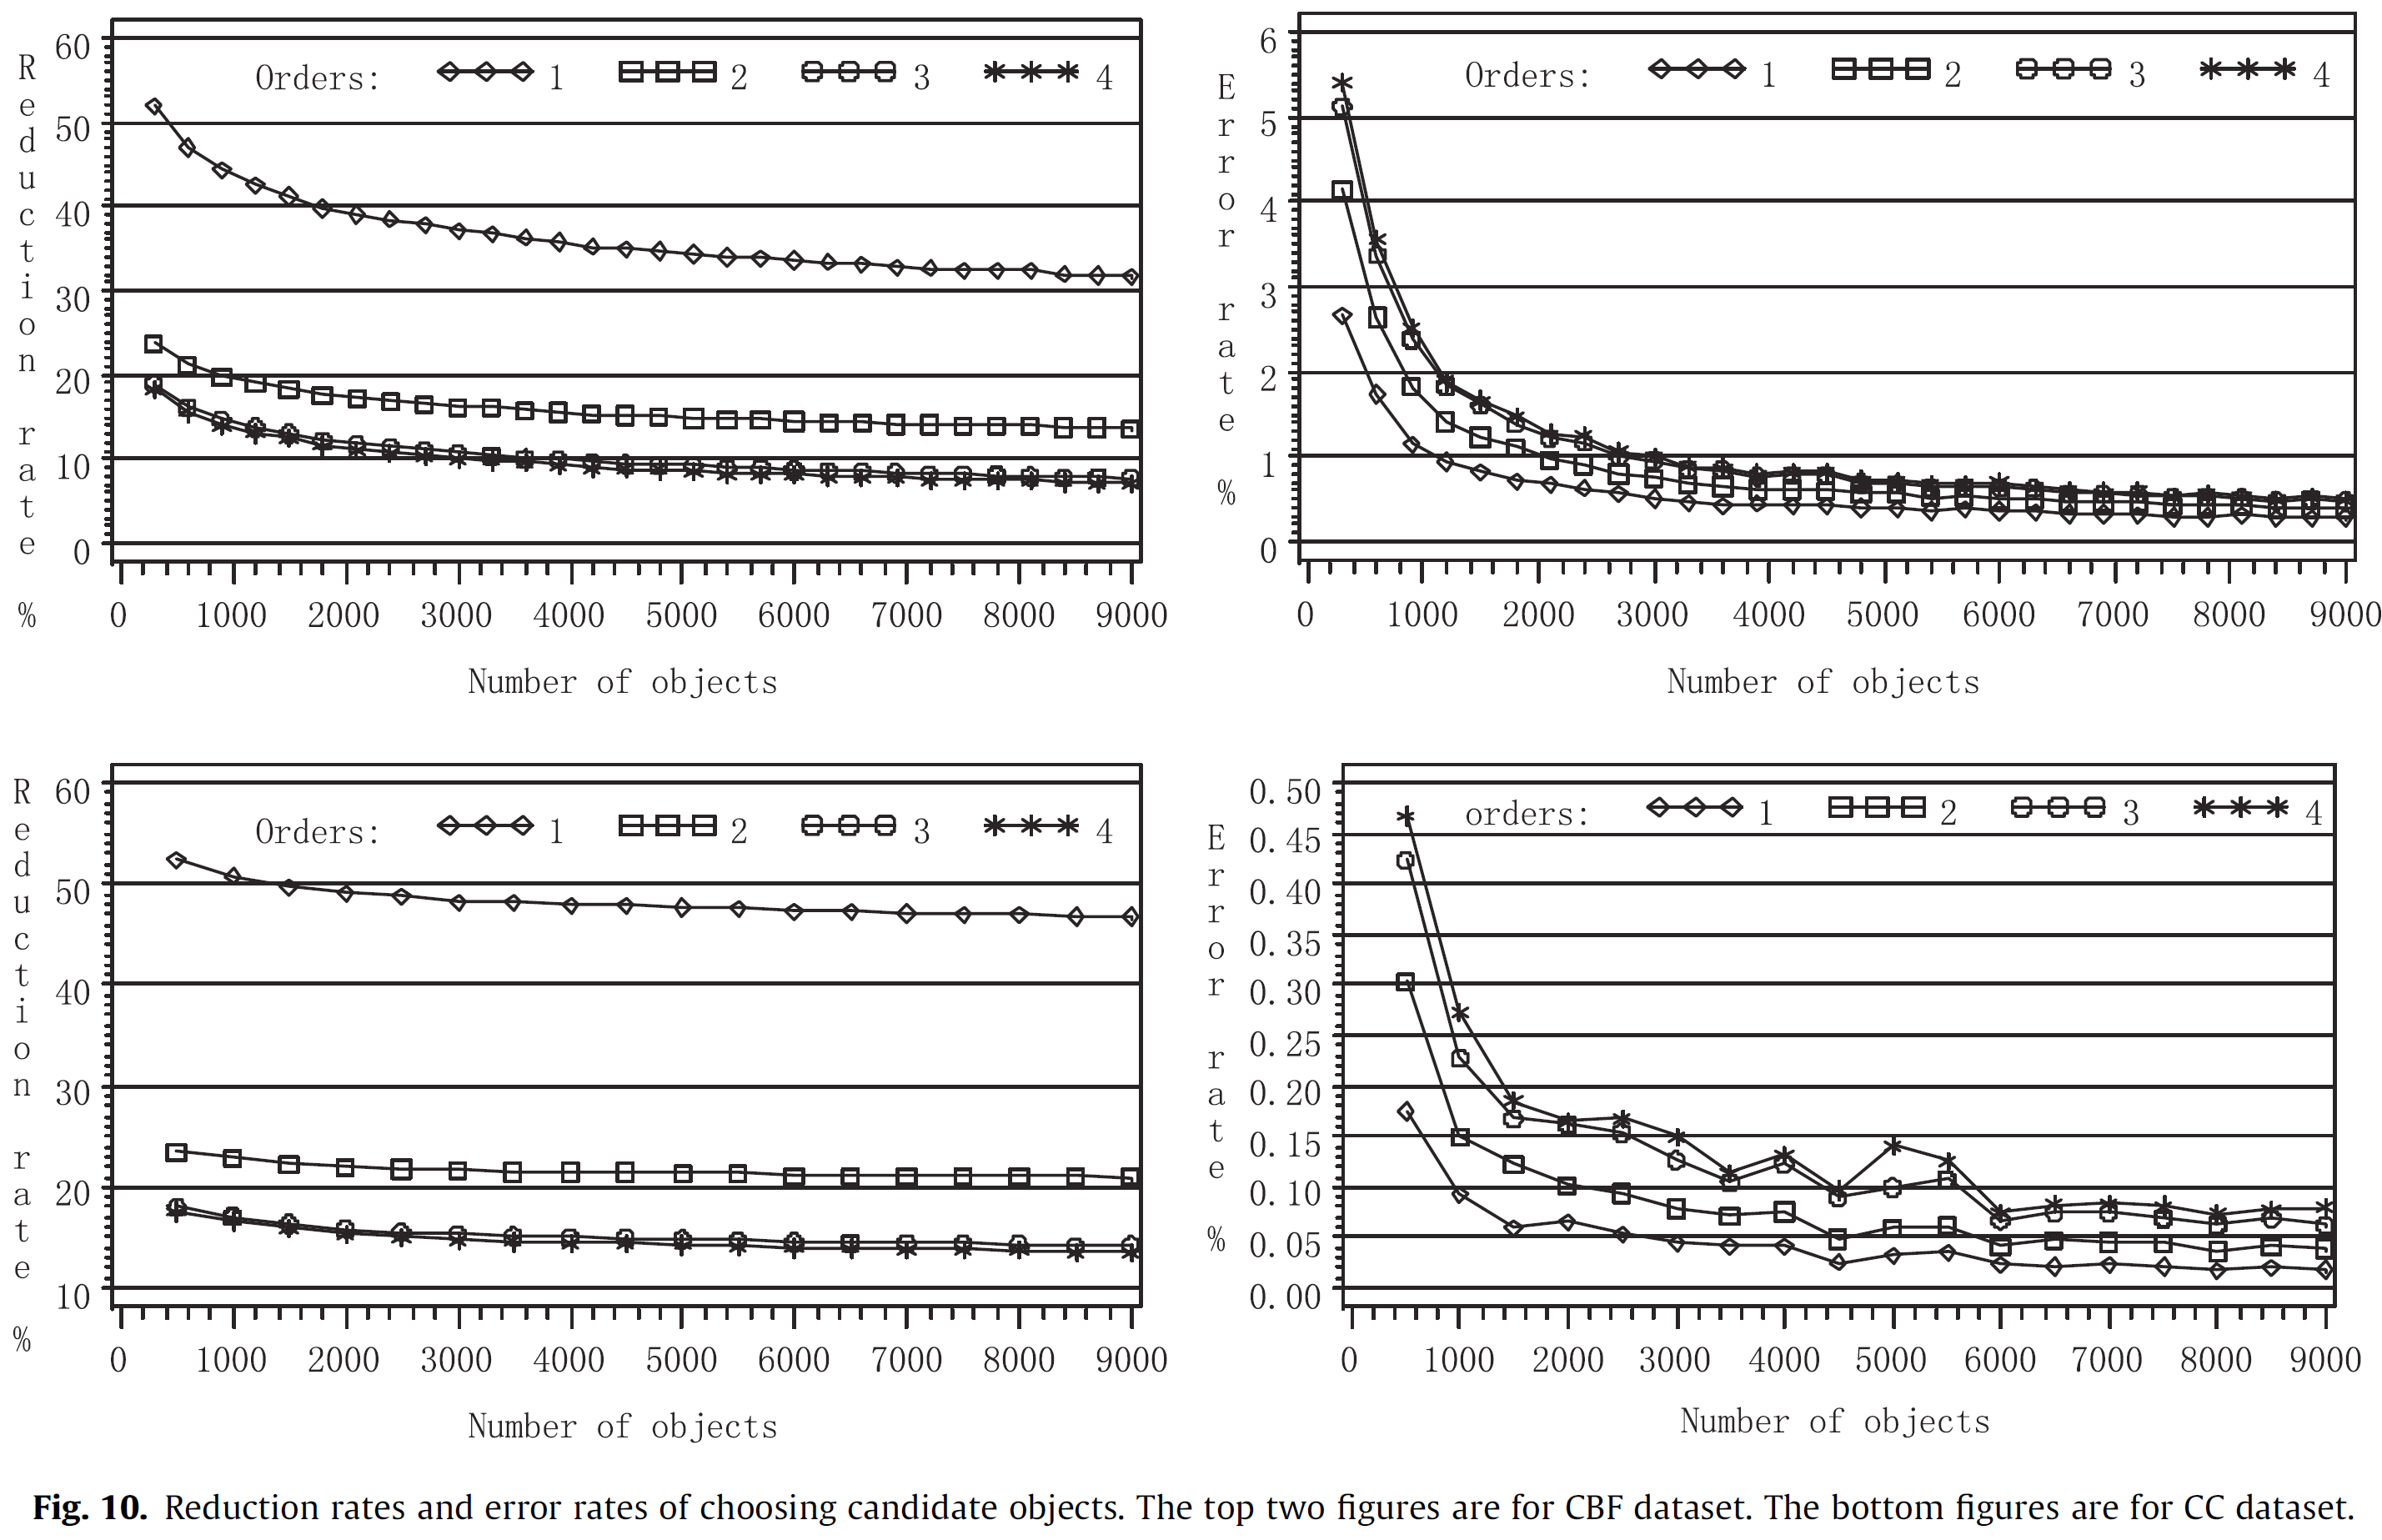 Reduction rate %
60
50
40
30
20
10
0
Orders: 1 2 3 4
0 1000 2000 3000 4000 5000 6000 7000 8000 9000
Number of objects
Error rate %
6
5
4
3
2
1
0
Orders: 1 2 3 4
0 1000 2000 3000 4000 5000 6000 7000 8000 9000
Number of objects
Reduction rate %
60
50
40
30
20
10
Orders: 1 2 3 4
0 1000 2000 3000 4000 5000 6000 7000 8000 9000
Number of objects
Error rate %
0.50
0.45
0.40
0.35
0.30
0.25
0.20
0.15
0.10
0.05
0.00
orders: 1 2 3 4
0 1000 2000 3000 4000 5000 6000 7000 8000 9000
Number of objects
Fig. 10. Reduction rates and error rates of choosing candidate objects. The top two figures are for CBF dataset. The bottom figures are for CC dataset.